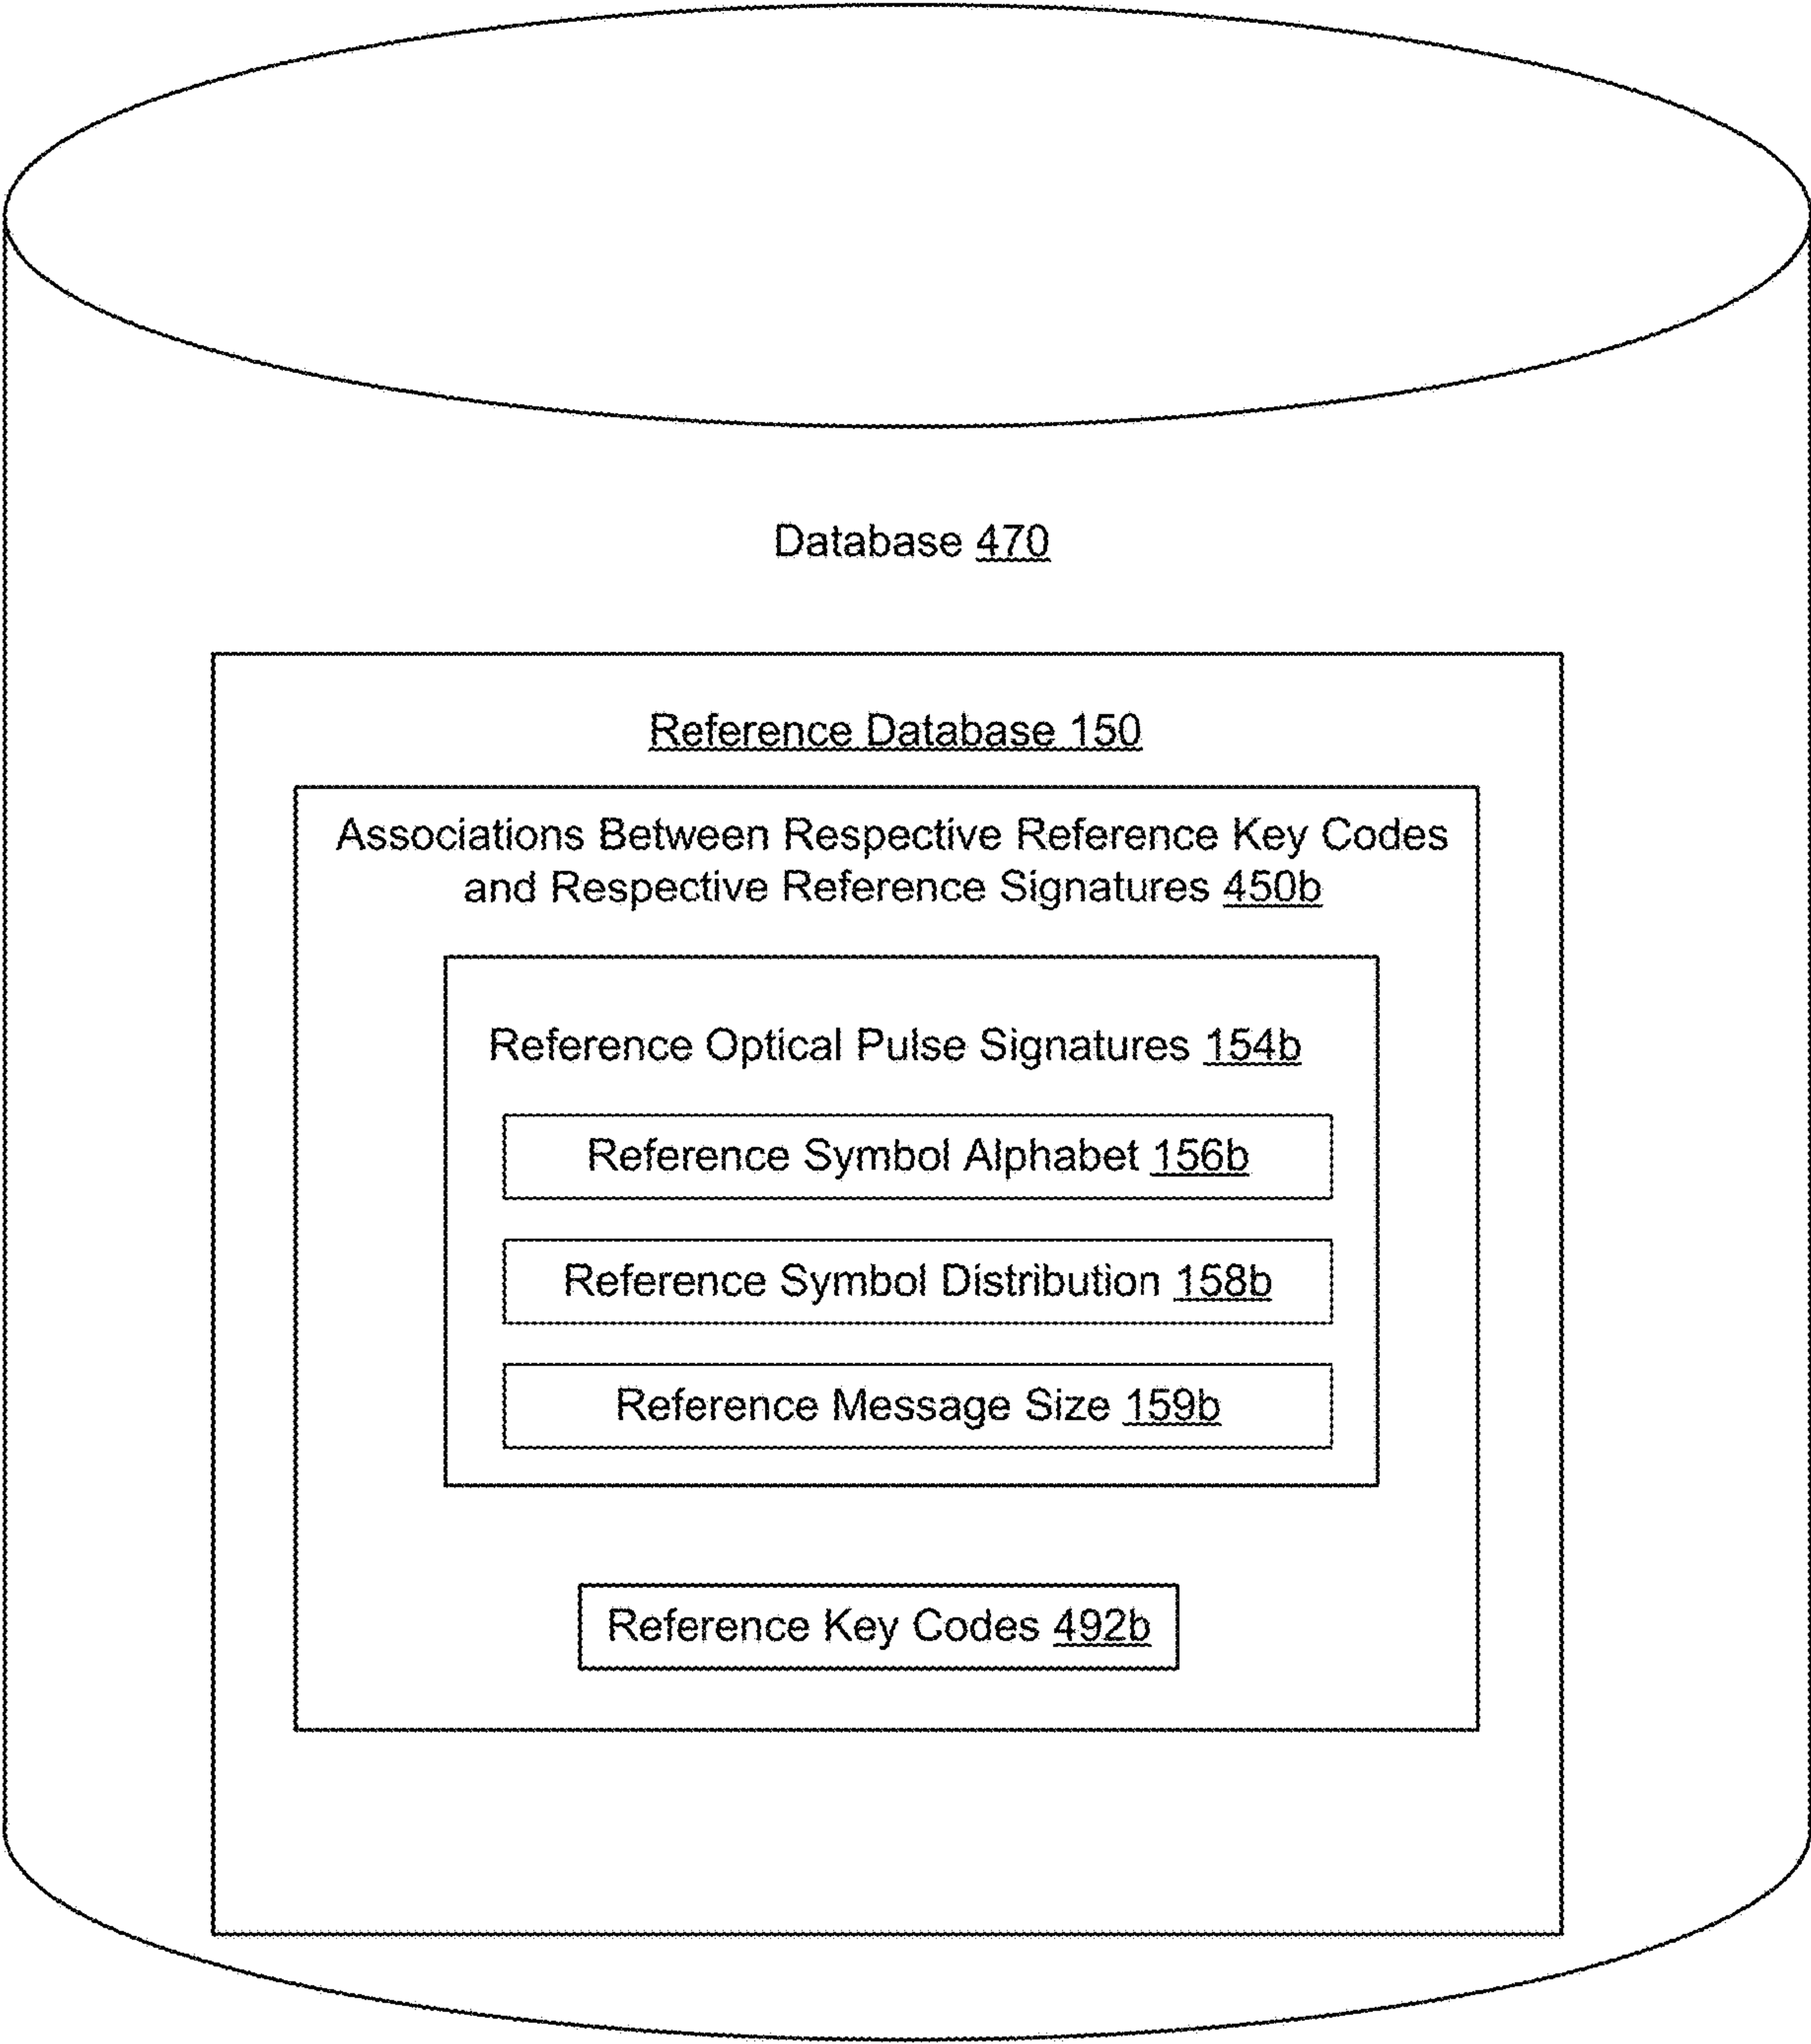 Database 470
Reference Database 150
Associations Between Respective Reference Key Codes
and Respective Reference Signatures 450b
Reference Optical Pulse Signatures 154b
Reference Symbol Alphabet 156b
Reference Symbol Distribution 158b
Reference Message Size 159b
Reference Key Codes 492b